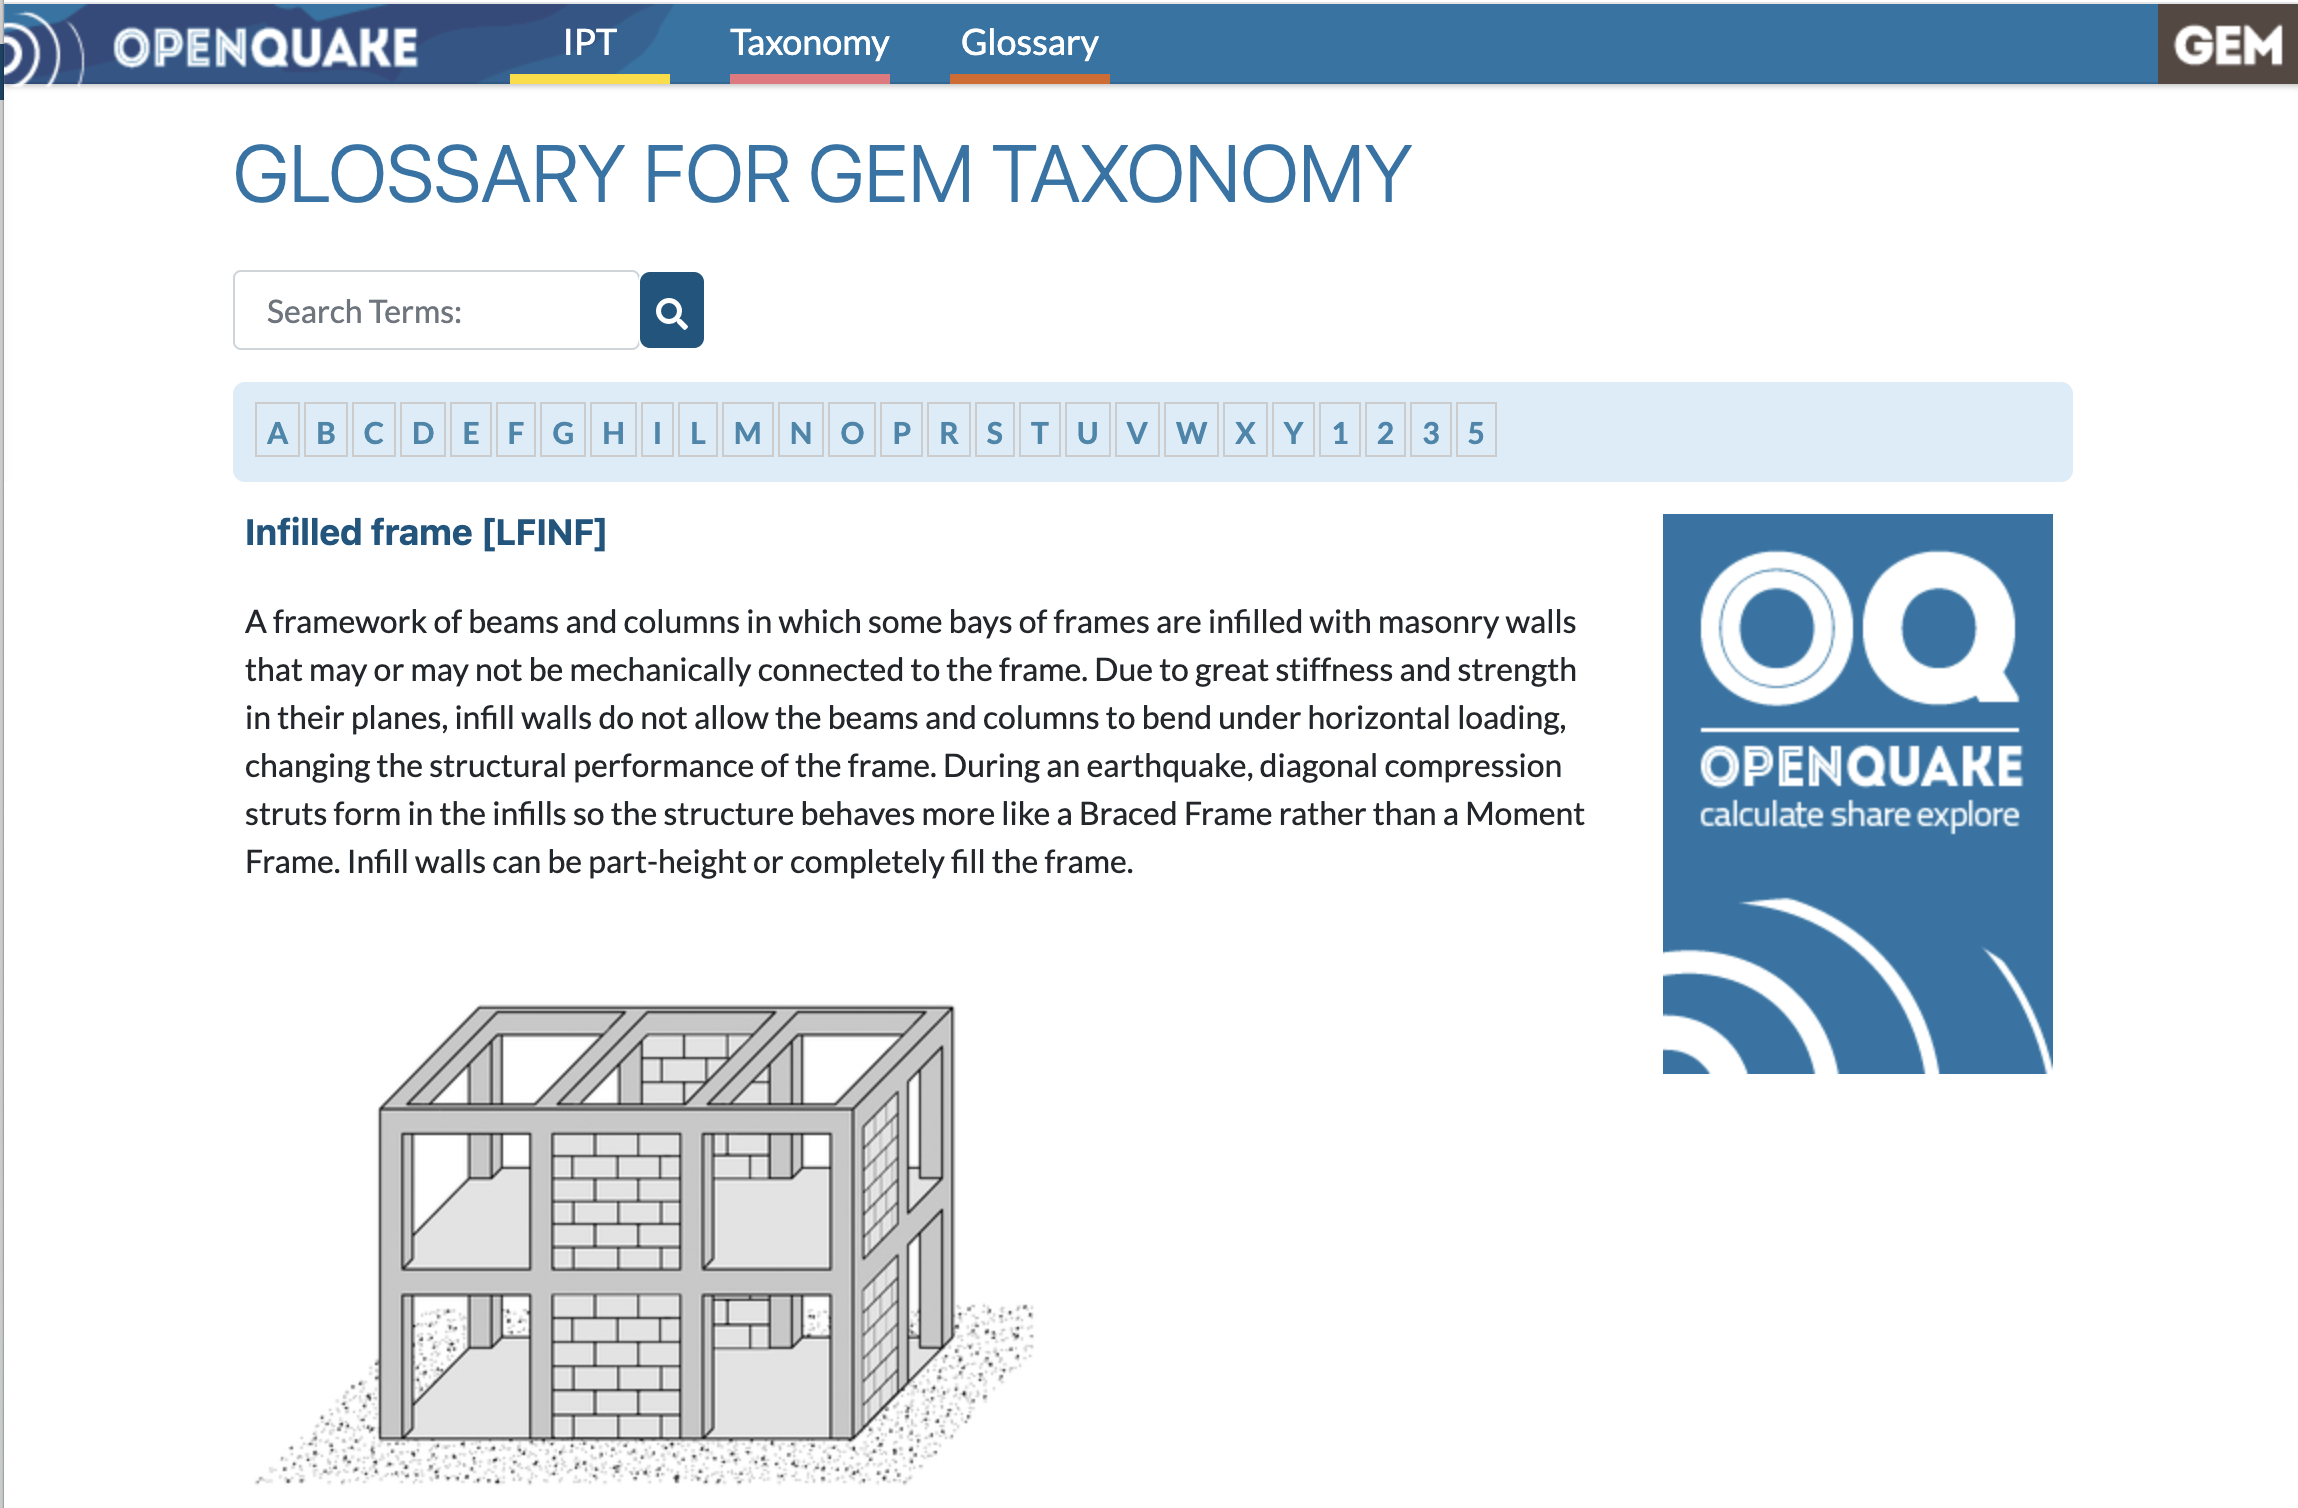 OPENQUAKE IPT Taxonomy Glossary GEM
GLOSSARY FOR GEM TAXONOMY
Search Terms:
A B C D E F G H I L M N O P R S T U V W X Y 1 2 3 5
Infilled frame [LFINF]
A framework of beams and columns in which some bays of frames are infilled with masonry walls
that may or may not be mechanically connected to the frame. Due to great stiffness and strength
in their planes, infill walls do not allow the beams and columns to bend under horizontal loading,
changing the structural performance of the frame. During an earthquake, diagonal compression
struts form in the infills so the structure behaves more like a Braced Frame rather than a Moment
Frame. Infill walls can be part-height or completely fill the frame.
OQ
OPENQUAKE
calculate share explore